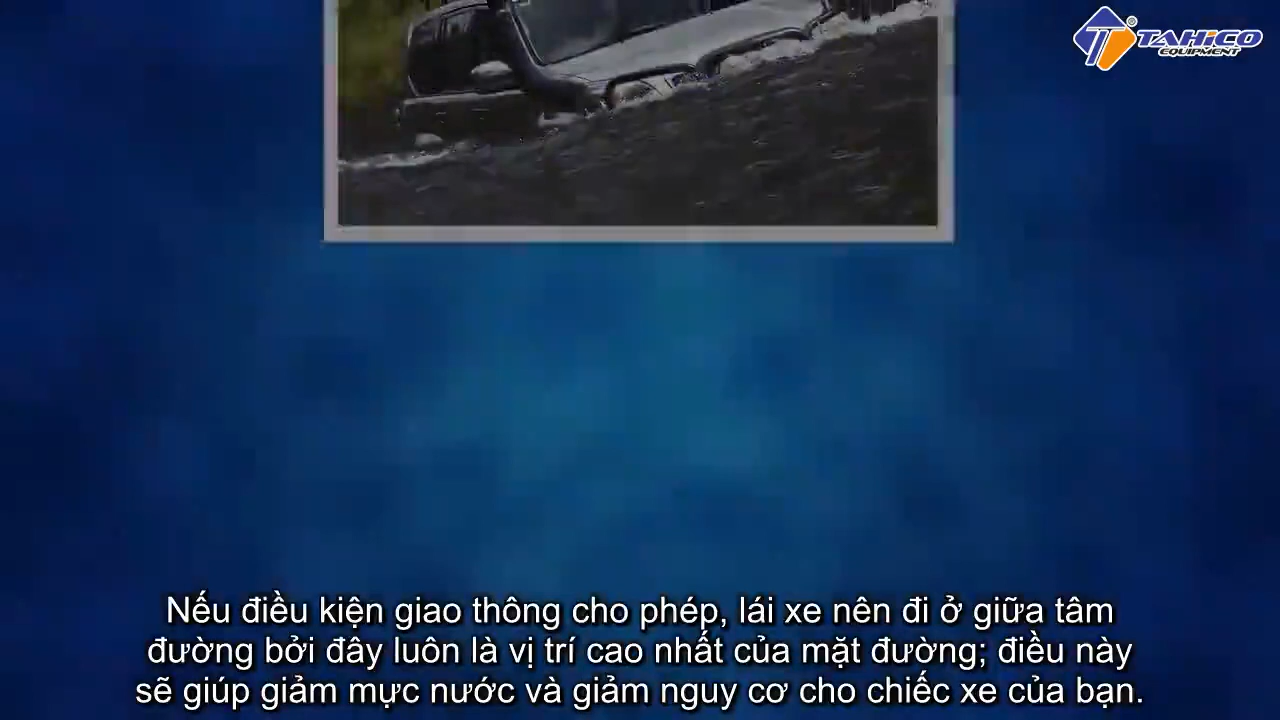 TAHICO
EQUIPMENT
Nếu điều kiện giao thông cho phép, lái xe nên đi ở giữa tâm
đường bởi đây luôn là vị trí cao nhất của mặt đường; điều này
sẽ giúp giảm mực nước và giảm nguy cơ cho chiếc xe của bạn.